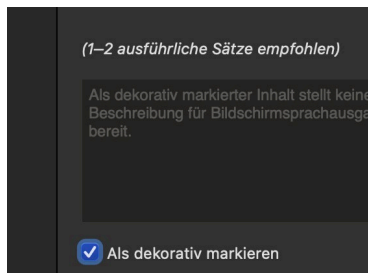 (1–2 ausführliche Sätze empfohlen)
Als dekorativ markierter Inhalt stellt keine
Beschreibung für Bildschirmsprachausga
bereit.
Als dekorativ markieren